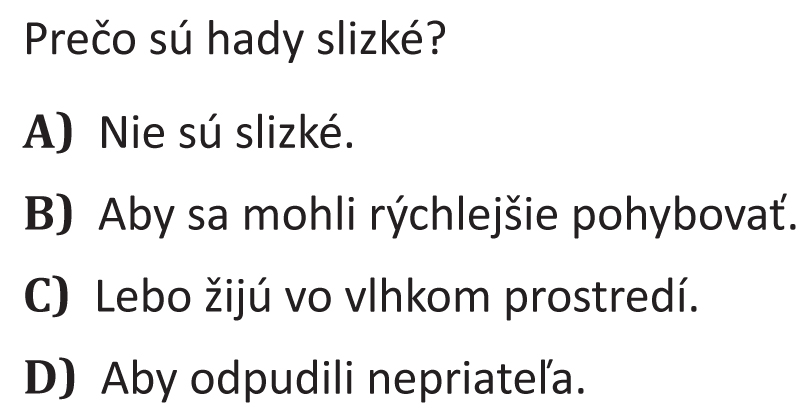 Prečo sú hady slizké?
A) Nie sú slizké.
B) Aby sa mohli rýchlejšie pohybovať.
C) Lebo žijú vo vlhkom prostredí.
D) Aby odpudili nepriateľa.